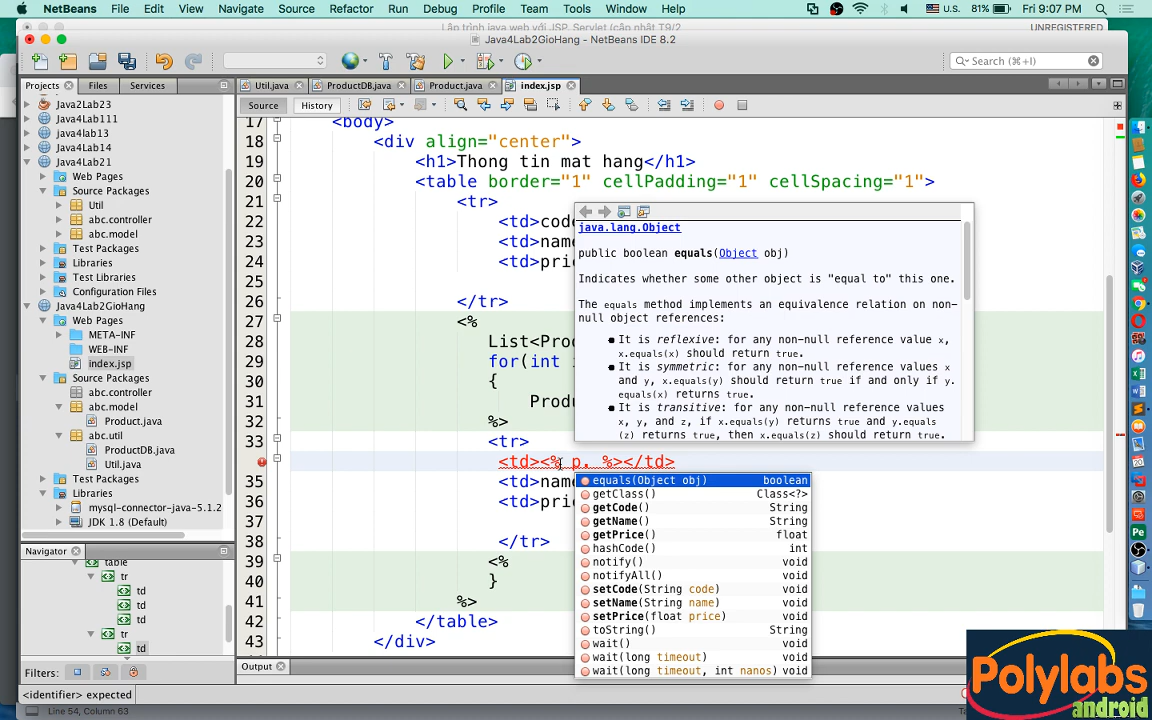 NetBeans File Edit View Navigate Source Refactor Run Debug Profile Team Tools Window Help U.S. 81% Fri 9:07 PM
Lập trình java web với JSP, Servlet (cập nhật T9/2 UNREGISTERED
Java4Lab2GioHang - NetBeans IDE 8.2
Search (⌘+I)
Projects Files Services
Util.java ProductDB.java Product.java index.jsp
Source History
Java2Lab23
Java4Lab111
java4lab13
Java4Lab14
Java4Lab21
Web Pages
Source Packages
Util
abc.controller
abc.model
Test Packages
Libraries
Test Libraries
Configuration Files
Java4Lab2GioHang
Web Pages
META-INF
WEB-INF
index.jsp
Source Packages
abc.controller
abc.model
Product.java
abc.util
ProductDB.java
Util.java
Test Packages
Libraries
mysql-connector-java-5.1.2
JDK 1.8 (Default)
Navigator
table
tr
td
td
td
tr
td
Filters:
17 <body>
18 <div align="center">
19 <h1>Thong tin mat hang</h1>
20 <table border="1" cellPadding="1" cellSpacing="1">
21 <tr>
22 <td>code
23 <td>name
24 <td>pric
25
26 </tr>
27 <%
28 List<Prod
29 for(int i
30 {
31 Produc
32 %>
33 <tr>
<td><% p. %></td>
35 <td>name
36 <td>pric
37
38 </tr>
39 <%
40 }
41 %>
42 </table>
43 </div>
java.lang.Object
public boolean equals(Object obj)
Indicates whether some other object is "equal to" this one.
The equals method implements an equivalence relation on non-
null object references:
It is reflexive: for any non-null reference value x,
x.equals(x) should return true.
It is symmetric: for any non-null reference values x
and y, x.equals(y) should return true if and only if y.
equals(x) returns true.
It is transitive: for any non-null reference values
x, y, and z, if x.equals(y) returns true and y.equals
(z) returns true, then x.equals(z) should return true.
equals(Object obj) boolean
getClass() Class<?>
getCode() String
getName() String
getPrice() float
hashCode() int
notify() void
notifyAll() void
setCode(String code) void
setName(String name) void
setPrice(float price) void
toString() String
wait() void
wait(long timeout) void
wait(long timeout, int nanos) void
Output
<identifier> expected
Line 54, Column 63
Polylabs
android